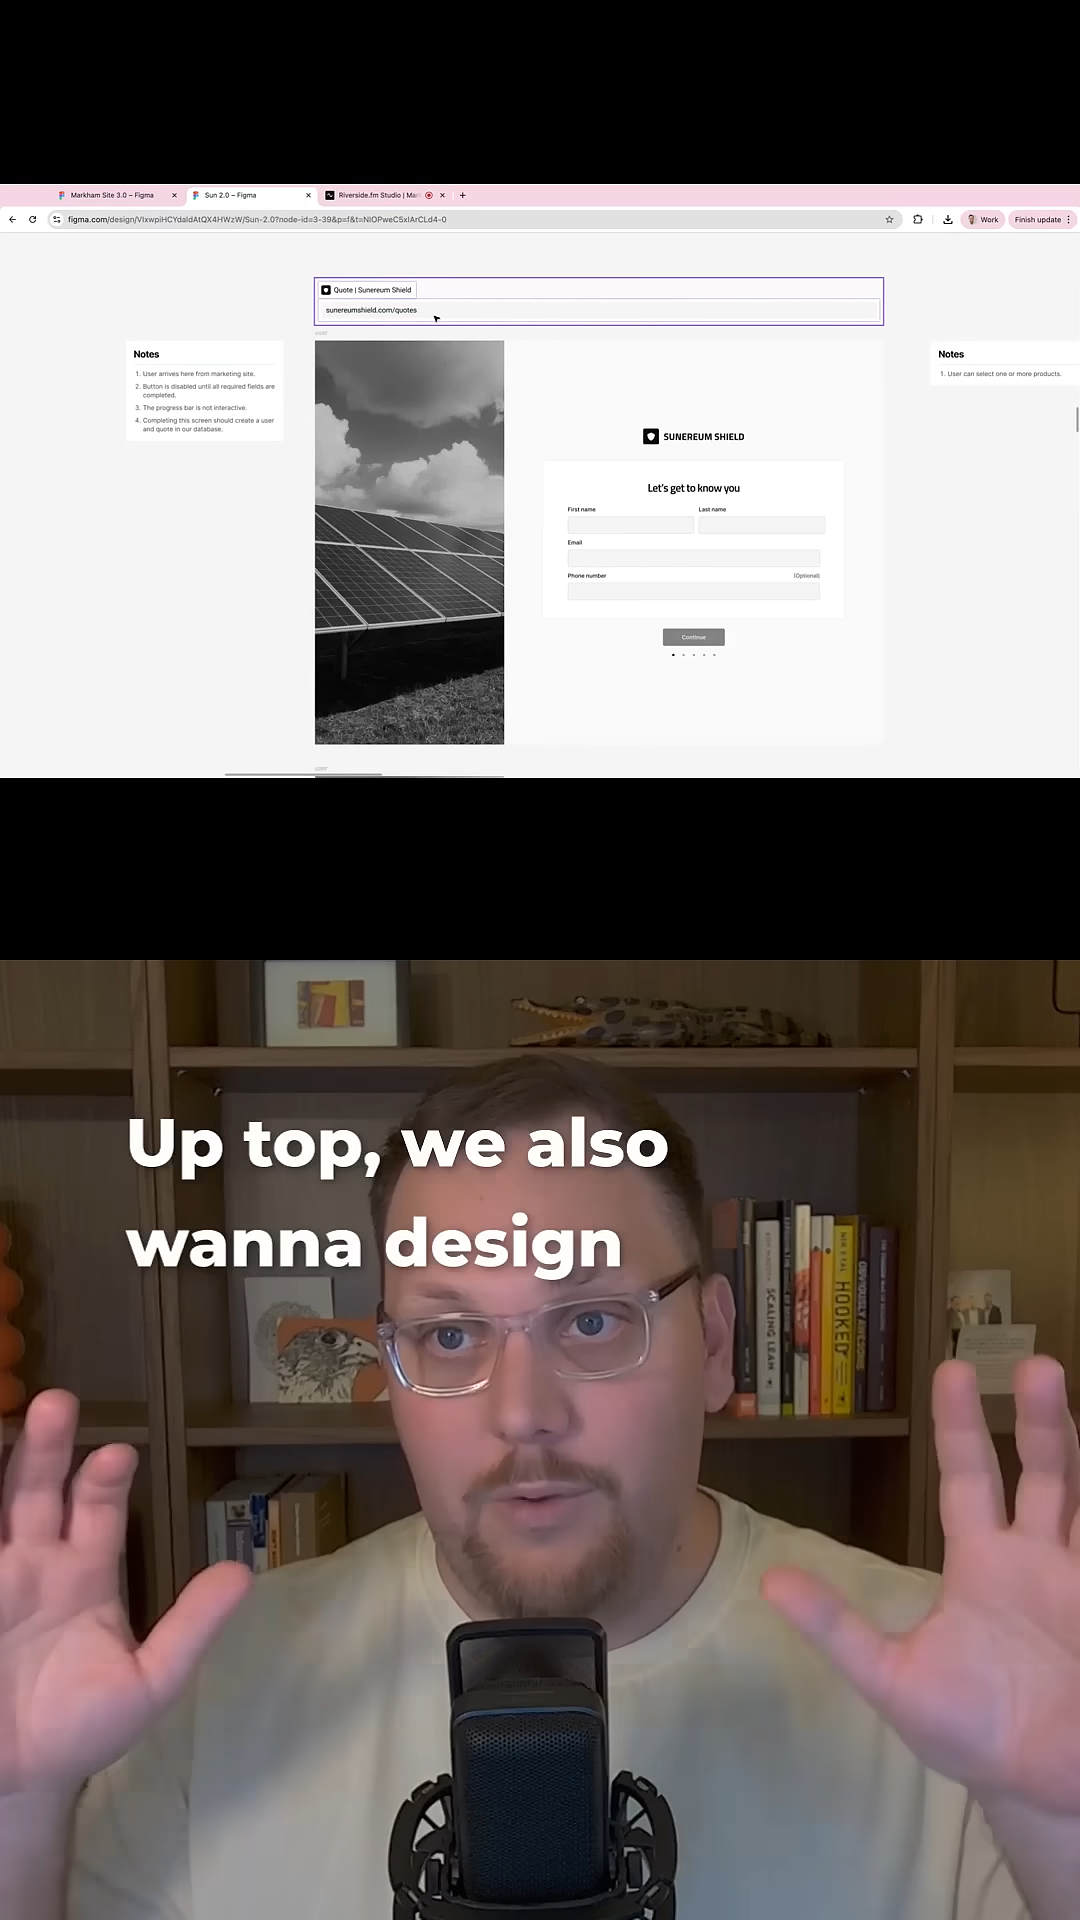 Markham Site 3.0 – Figma
Sun 2.0 – Figma
Riverside.fm Studio | Mar
figma.com/design/VIxwpiHCYdaldAtQX4HWzW/Sun-2.0?node-id=3-39&p=f&t=NIOPweC5xIArCLd4-0
Work
Finish update
Quote | Sunereum Shield
sunereumshield.com/quotes
Notes
1. User arrives here from marketing site.
2. Button is disabled until all required fields are
completed.
3. The progress bar is not interactive.
4. Completing this screen should create a user
and quote in our database.
Notes
1. User can select one or more products.
SUNEREUM SHIELD
Let's get to know you
First name
Last name
Email
Phone number
(Optional)
Continue
Up top, we also
wanna design
SCALING LEAN
HOOKED
OBVIOUSLY AWESOME